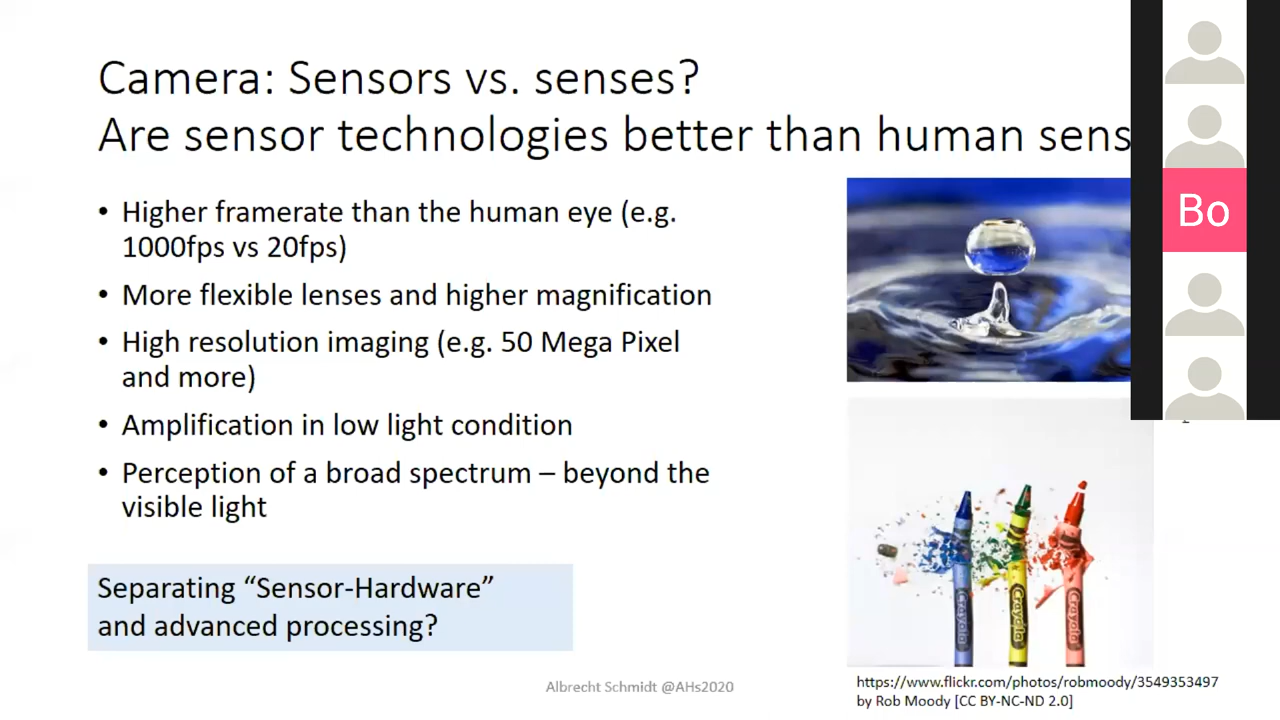 Camera: Sensors vs. senses?
Are sensor technologies better than human sens
• Higher framerate than the human eye (e.g.
1000fps vs 20fps)
• More flexible lenses and higher magnification
• High resolution imaging (e.g. 50 Mega Pixel
and more)
• Amplification in low light condition
• Perception of a broad spectrum – beyond the
visible light
Separating “Sensor-Hardware”
and advanced processing?
Bo
Crayola
Crayola
Crayola
Albrecht Schmidt @AHs2020
https://www.flickr.com/photos/robmoody/3549353497
by Rob Moody [CC BY-NC-ND 2.0]